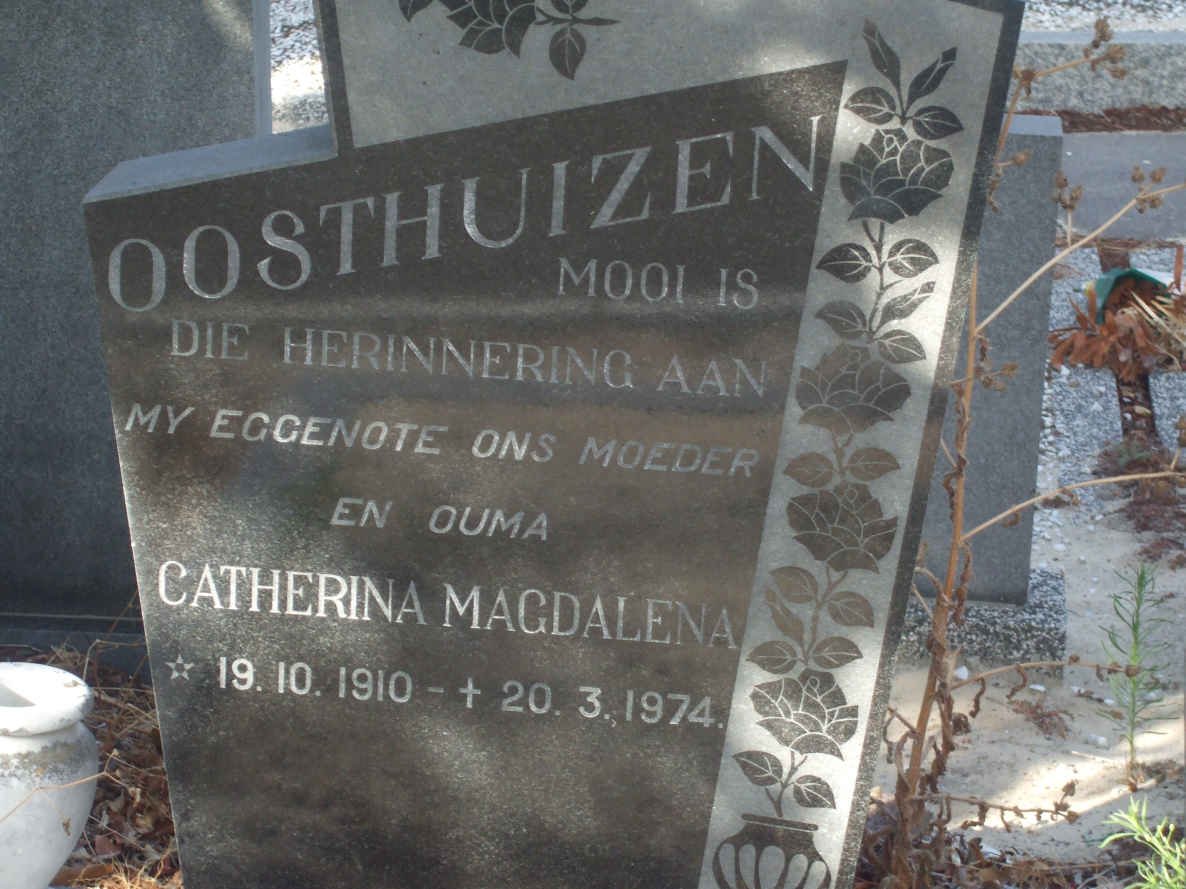 OOSTHUIZEN
MOOI IS
DIE HERINNERING AAN
MY EGGENOTE ONS MOEDER
EN OUMA
CATHERINA MAGDALENA
☆ 19. 10. 1910 - ✝ 20. 3. 1974.